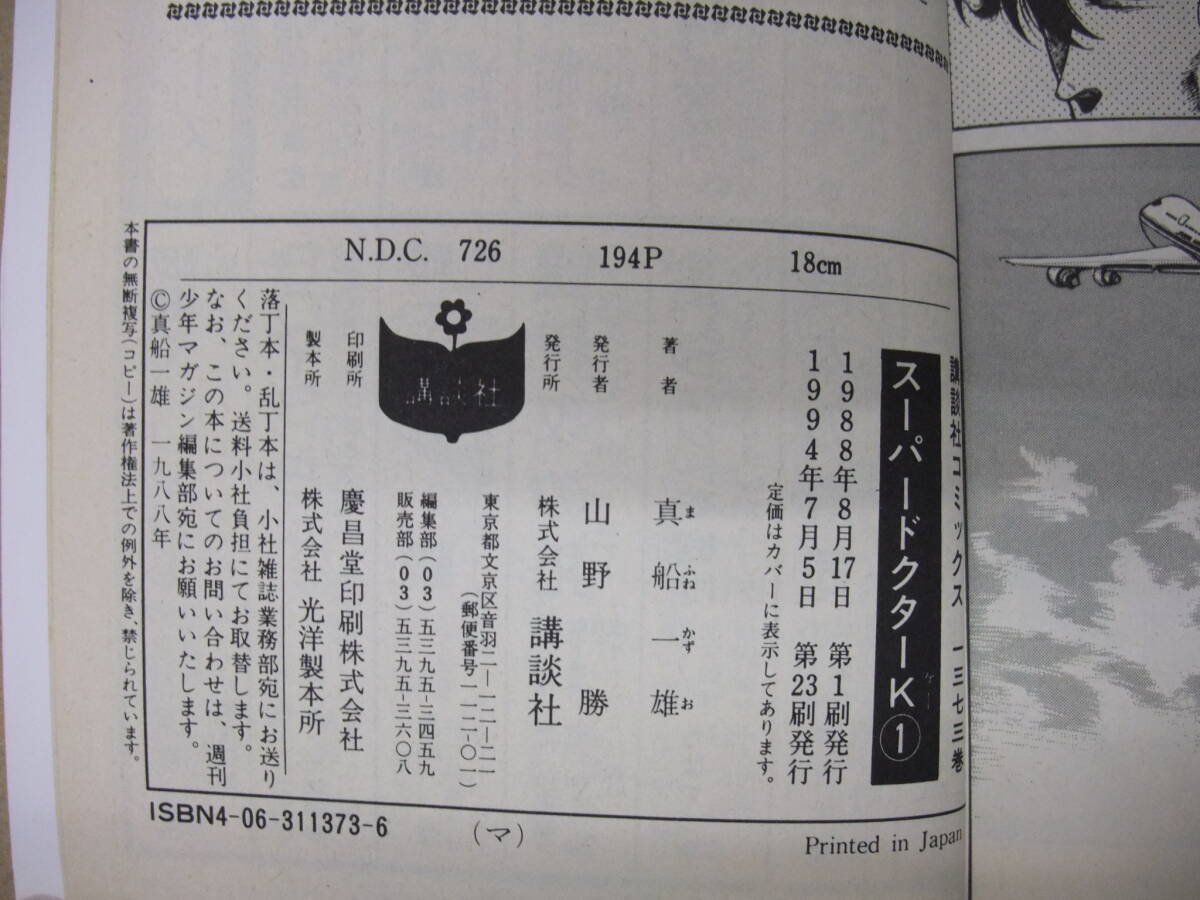 N.D.C. 726 194P 18cm
講談社コミックス 一三七三巻
スーパードクターK①
ケー
1988年8月17日 第1刷発行
1994年7月5日 第23刷発行
定価はカバーに表示してあります。
著者 真船一雄
ま ふね かず お
発行者 山野勝
発行所 株式会社 講談社
東京都文京区音羽二―一二―二一
(郵便番号一一二―〇一)
編集部(03)五三九五―三四五九
販売部(03)五三九五―三六〇八
講談社
印刷所 慶昌堂印刷株式会社
製本所 株式会社 光洋製本所
落丁本・乱丁本は、小社雑誌業務部宛にお送り
ください。送料小社負担にてお取替します。
なお、この本についてのお問い合わせは、週刊
少年マガジン編集部宛にお願いいたします。
©真船一雄 一九八八年
本書の無断複写(コピー)は著作権法上での例外を除き、禁じられています。
ISBN4-06-311373-6
(マ)
Printed in Japan